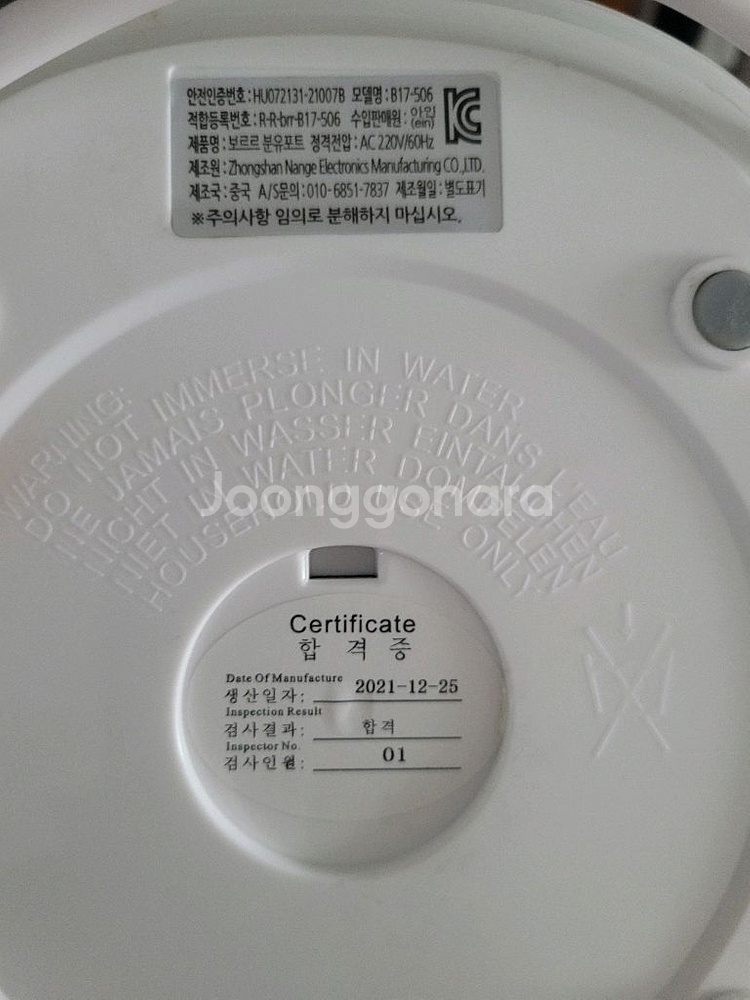 안전인증번호 : HU072131-21007B 모델명 : B17-506
적합등록번호 : R-R-brr-B17-506 수입판매원 : 아인(ein)
제품명 : 보르르 분유포트 정격전압 : AC 220V/60Hz
제조원 : Zhongshan Nange Electronics Manufacturing CO.,LTD.
제조국 : 중국 A/S문의 : 010-6851-7837 제조월일 : 별도표기
※주의사항 임의로 분해하지 마십시오.
WARNING:
DO NOT IMMERSE IN WATER
NE JAMAIS PLONGER DANS L'EAU
NICHT IN WASSER EINTAUCHEN
NIET IN WATER DOMPELEN
HOUSEHOLD USE ONLY
Joonggonara
Certificate
합 격 증
Date Of Manufacture
생산일자: 2021-12-25
Inspection Result
검사결과: 합격
Inspector No.
검사인원: 01